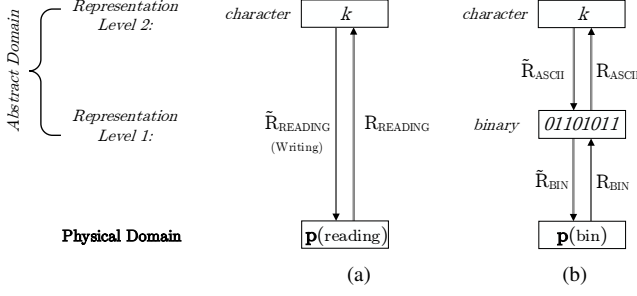 Abstract Domain
Representation
Level 2:
character
k
character
k
R̃READING
(Writing)
RREADING
R̃ASCII
RASCII
Representation
Level 1:
binary
01101011
R̃BIN
RBIN
Physical Domain
p(reading)
p(bin)
(a)
(b)